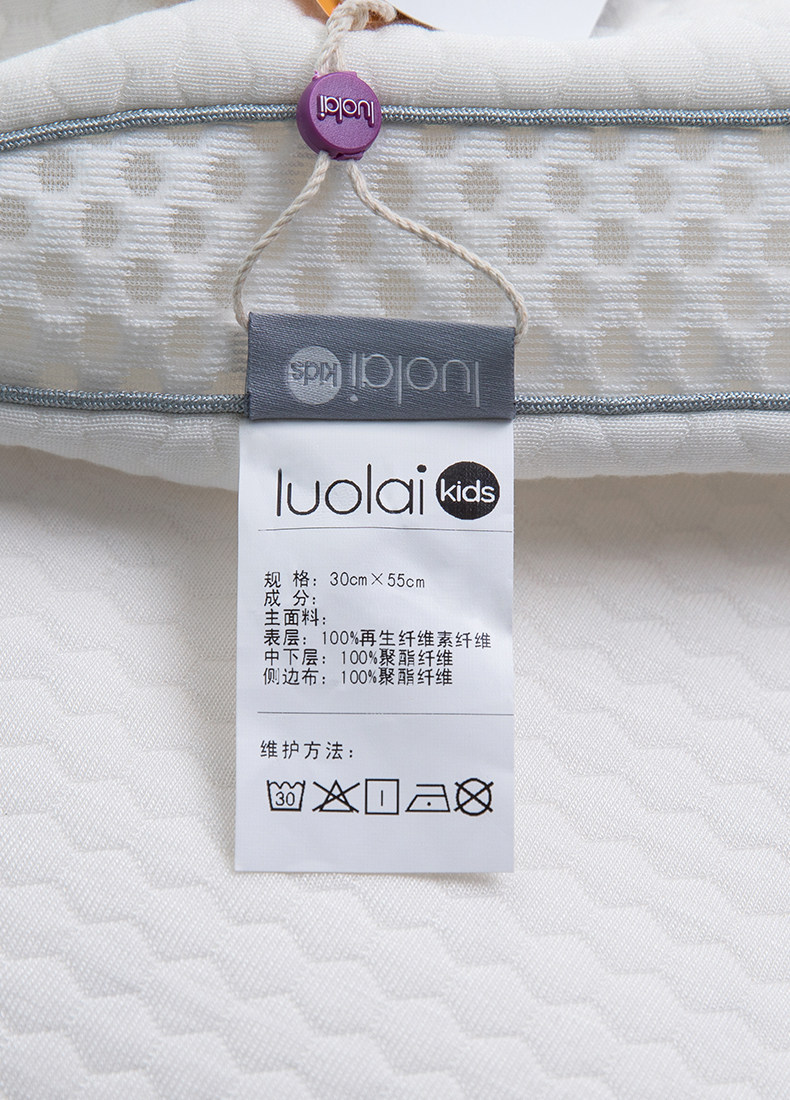 luolai
luolai kids
luolai kids
规 格: 30cm×55cm
成 分:
主面料:
表层: 100%再生纤维素纤维
中下层: 100%聚酯纤维
侧边布: 100%聚酯纤维
维护方法:
30